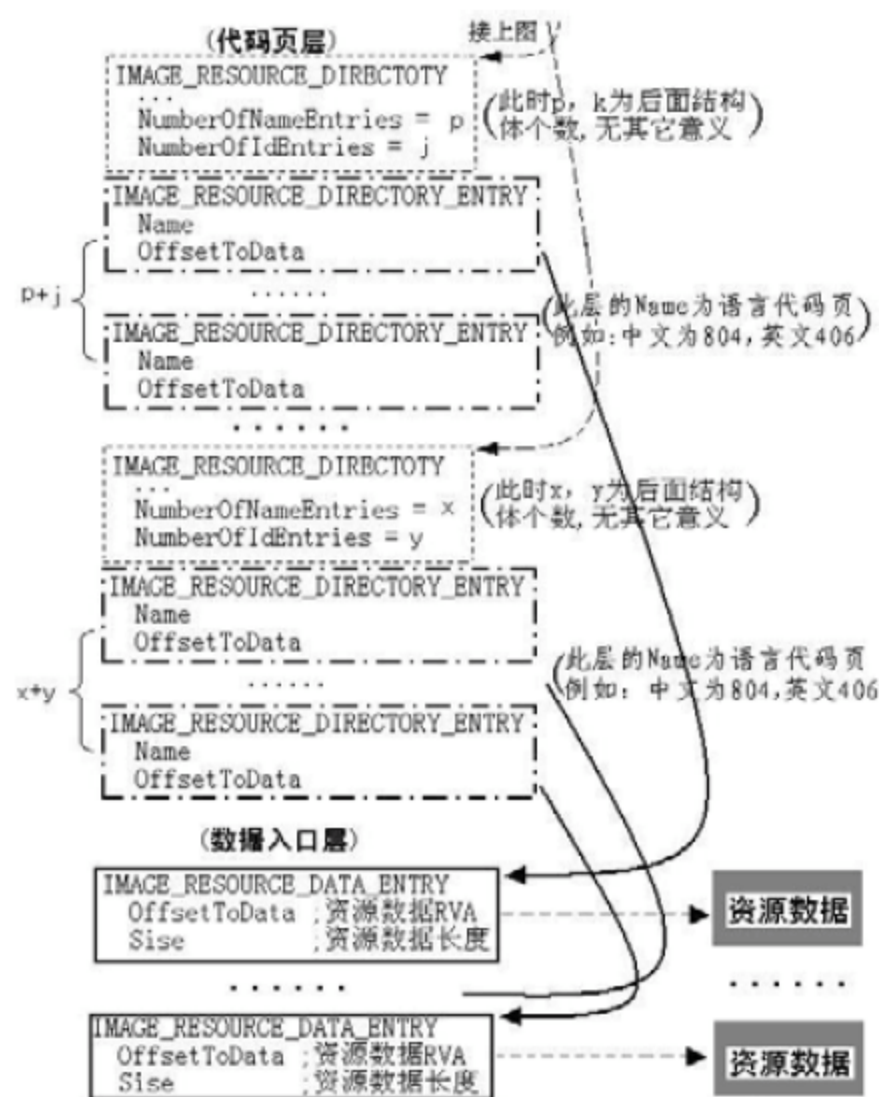 (代码页层)
接上图
IMAGE_RESOURCE_DIRECTOTY
...
NumberOfNameEntries = p
NumberOfIdEntries = j
(此时p, k为后面结构
体个数,无其它意义)
IMAGE_RESOURCE_DIRECTORY_ENTRY
Name
OffsetToData
p+j
······
(此层的Name为语言代码页
例如:中文为804,英文406)
IMAGE_RESOURCE_DIRECTORY_ENTRY
Name
OffsetToData
······
IMAGE_RESOURCE_DIRECTOTY
...
NumberOfNameEntries = x
NumberOfIdEntries = y
(此时x, y为后面结构
体个数,无其它意义)
IMAGE_RESOURCE_DIRECTORY_ENTRY
Name
OffsetToData
x+y
······
(此层的Name为语言代码页
例如: 中文为804,英文406
IMAGE_RESOURCE_DIRECTORY_ENTRY
Name
OffsetToData
(数据入口层)
IMAGE_RESOURCE_DATA_ENTRY
OffsetToData ;资源数据RVA
Sise ;资源数据长度
资源数据
······
······
IMAGE_RESOURCE_DATA_ENTRY
OffsetToData ;资源数据RVA
Sise ;资源数据长度
资源数据